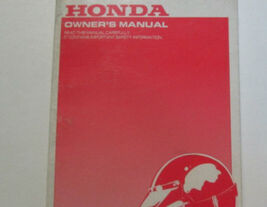 HONDA
OWNER'S MANUAL
READ THIS MANUAL CAREFULLY.
IT CONTAINS IMPORTANT SAFETY INFORMATION.